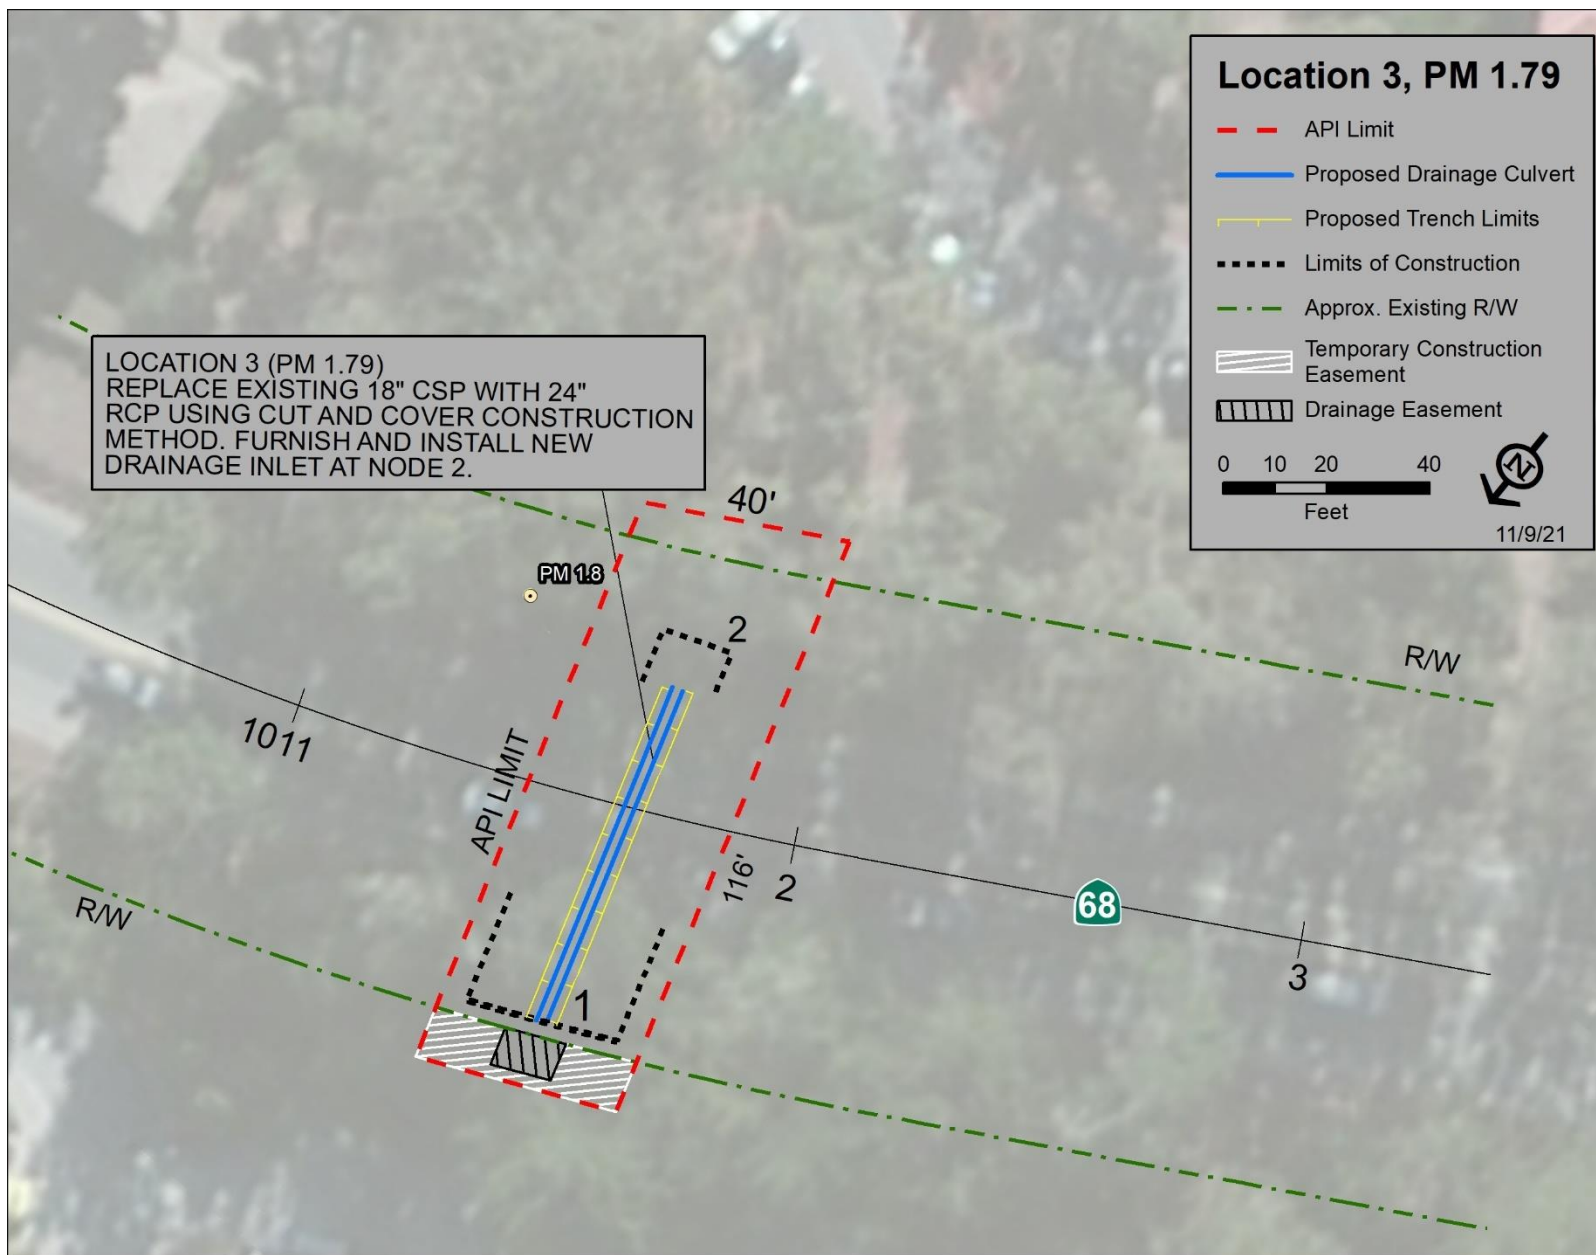 Location 3, PM 1.79
API Limit
Proposed Drainage Culvert
Proposed Trench Limits
Limits of Construction
Approx. Existing R/W
Temporary Construction
Easement
Drainage Easement
0 10 20 40
Feet
N
11/9/21
LOCATION 3 (PM 1.79)
REPLACE EXISTING 18" CSP WITH 24"
RCP USING CUT AND COVER CONSTRUCTION
METHOD. FURNISH AND INSTALL NEW
DRAINAGE INLET AT NODE 2.
40'
PM 1.8
2
R/W
1011
API LIMIT
116'
2
68
3
R/W
1